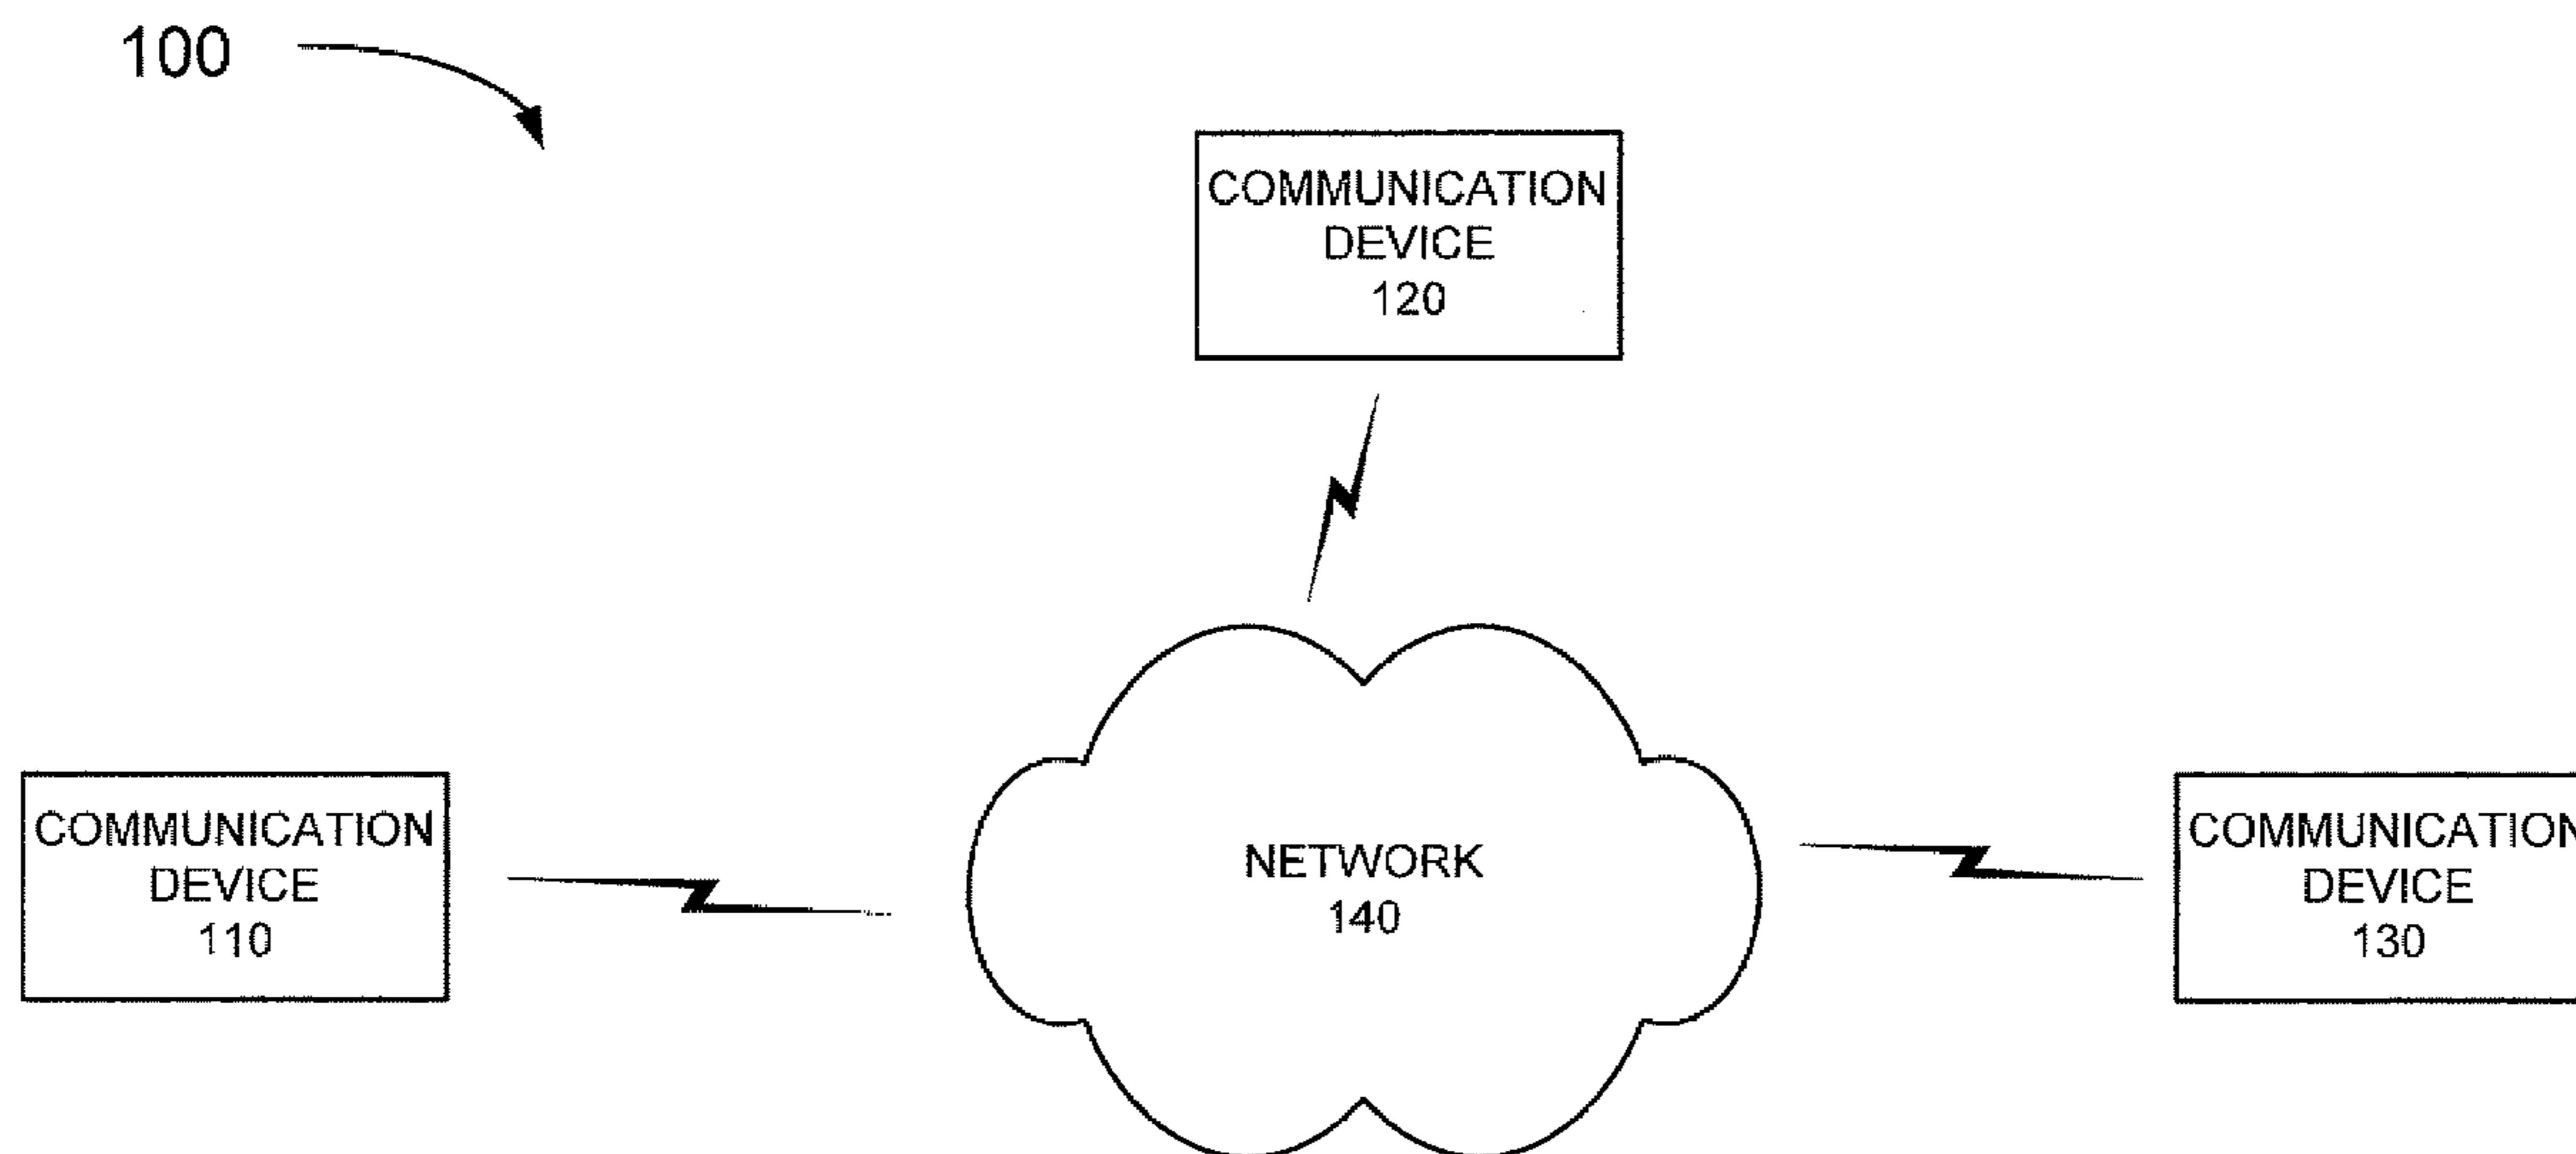 100
COMMUNICATION
DEVICE
120
COMMUNICATION
DEVICE
110
NETWORK
140
COMMUNICATION
DEVICE
130